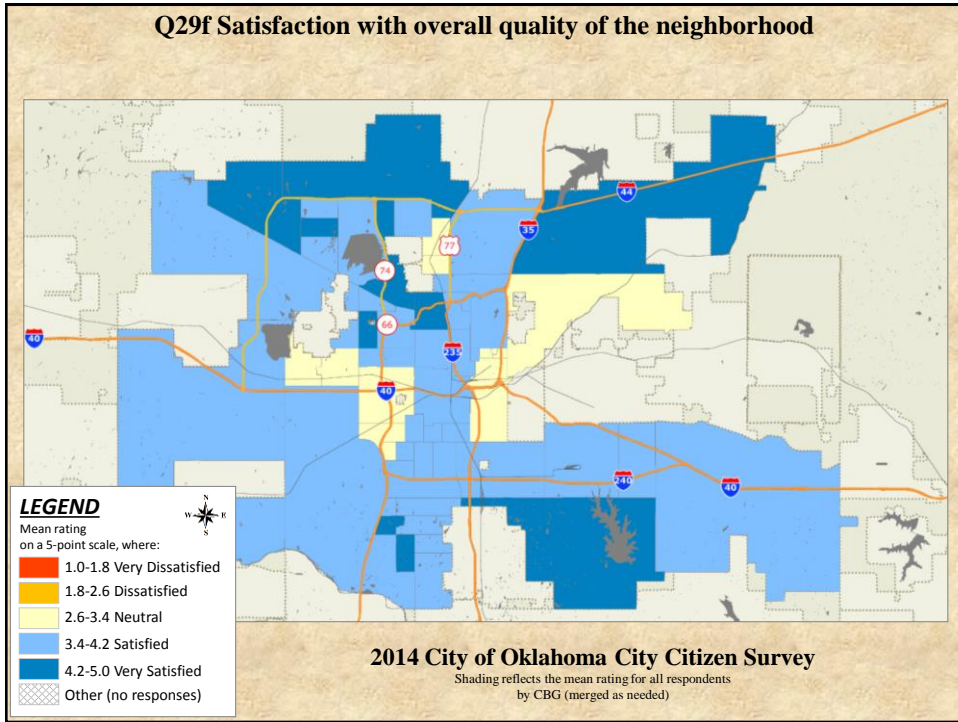 Q29f Satisfaction with overall quality of the neighborhood
44
35
77
74
66
40
235
40
240
40
LEGEND
N
W E
S
Mean rating
on a 5-point scale, where:
1.0-1.8 Very Dissatisfied
1.8-2.6 Dissatisfied
2.6-3.4 Neutral
3.4-4.2 Satisfied
4.2-5.0 Very Satisfied
Other (no responses)
2014 City of Oklahoma City Citizen Survey
Shading reflects the mean rating for all respondents
by CBG (merged as needed)